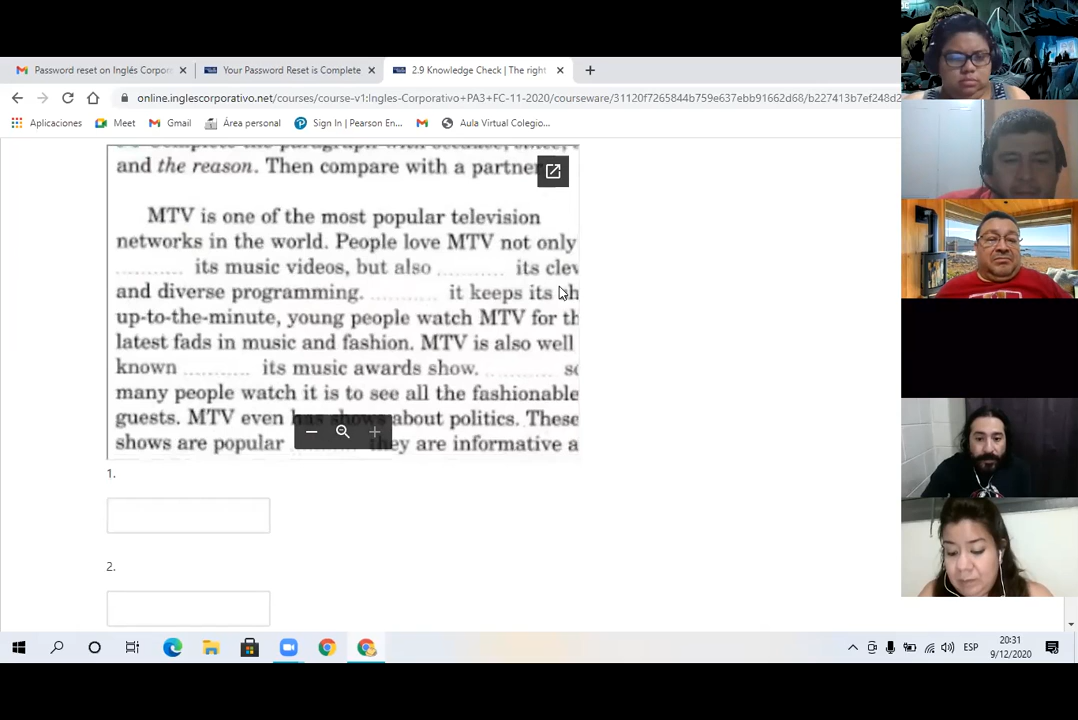 Password reset on Inglés Corpor
Your Password Reset is Complete
2.9 Knowledge Check | The right
online.inglescorporativo.net/courses/course-v1:Ingles-Corporativo+PA3+FC-11-2020/courseware/31120f7265844b759e637ebb91662d68/b227413b7ef248d2
Aplicaciones
Meet
Gmail
Área personal
Sign In | Pearson En...
Aula Virtual Colegio...
and the reason. Then compare with a partner
MTV is one of the most popular television
networks in the world. People love MTV not only
.......... its music videos, but also .......... its clev
and diverse programming. .......... it keeps its sh
up-to-the-minute, young people watch MTV for th
latest fads in music and fashion. MTV is also well
known .......... its music awards show. .......... so
many people watch it is to see all the fashionable
guests. MTV even has shows about politics. These
shows are popular they are informative a
1.
2.
ESP
20:31
9/12/2020